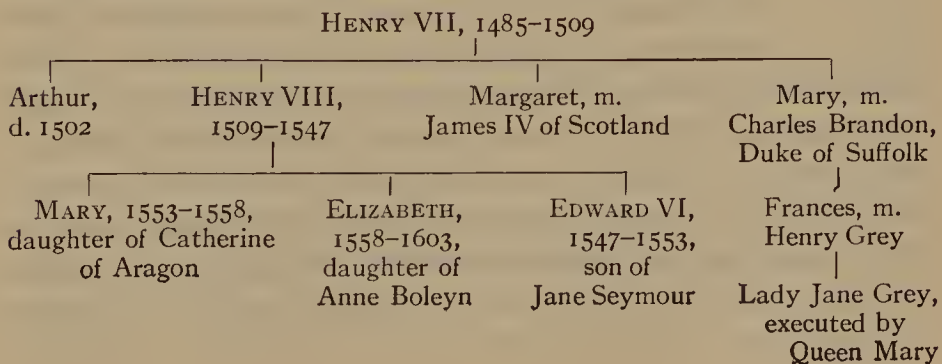 HENRY VII, 1485–1509
Arthur,
d. 1502
HENRY VIII,
1509–1547
Margaret, m.
James IV of Scotland
Mary, m.
Charles Brandon,
Duke of Suffolk
MARY, 1553–1558,
daughter of Catherine
of Aragon
ELIZABETH,
1558–1603,
daughter of
Anne Boleyn
EDWARD VI,
1547–1553,
son of
Jane Seymour
Frances, m.
Henry Grey
Lady Jane Grey,
executed by
Queen Mary